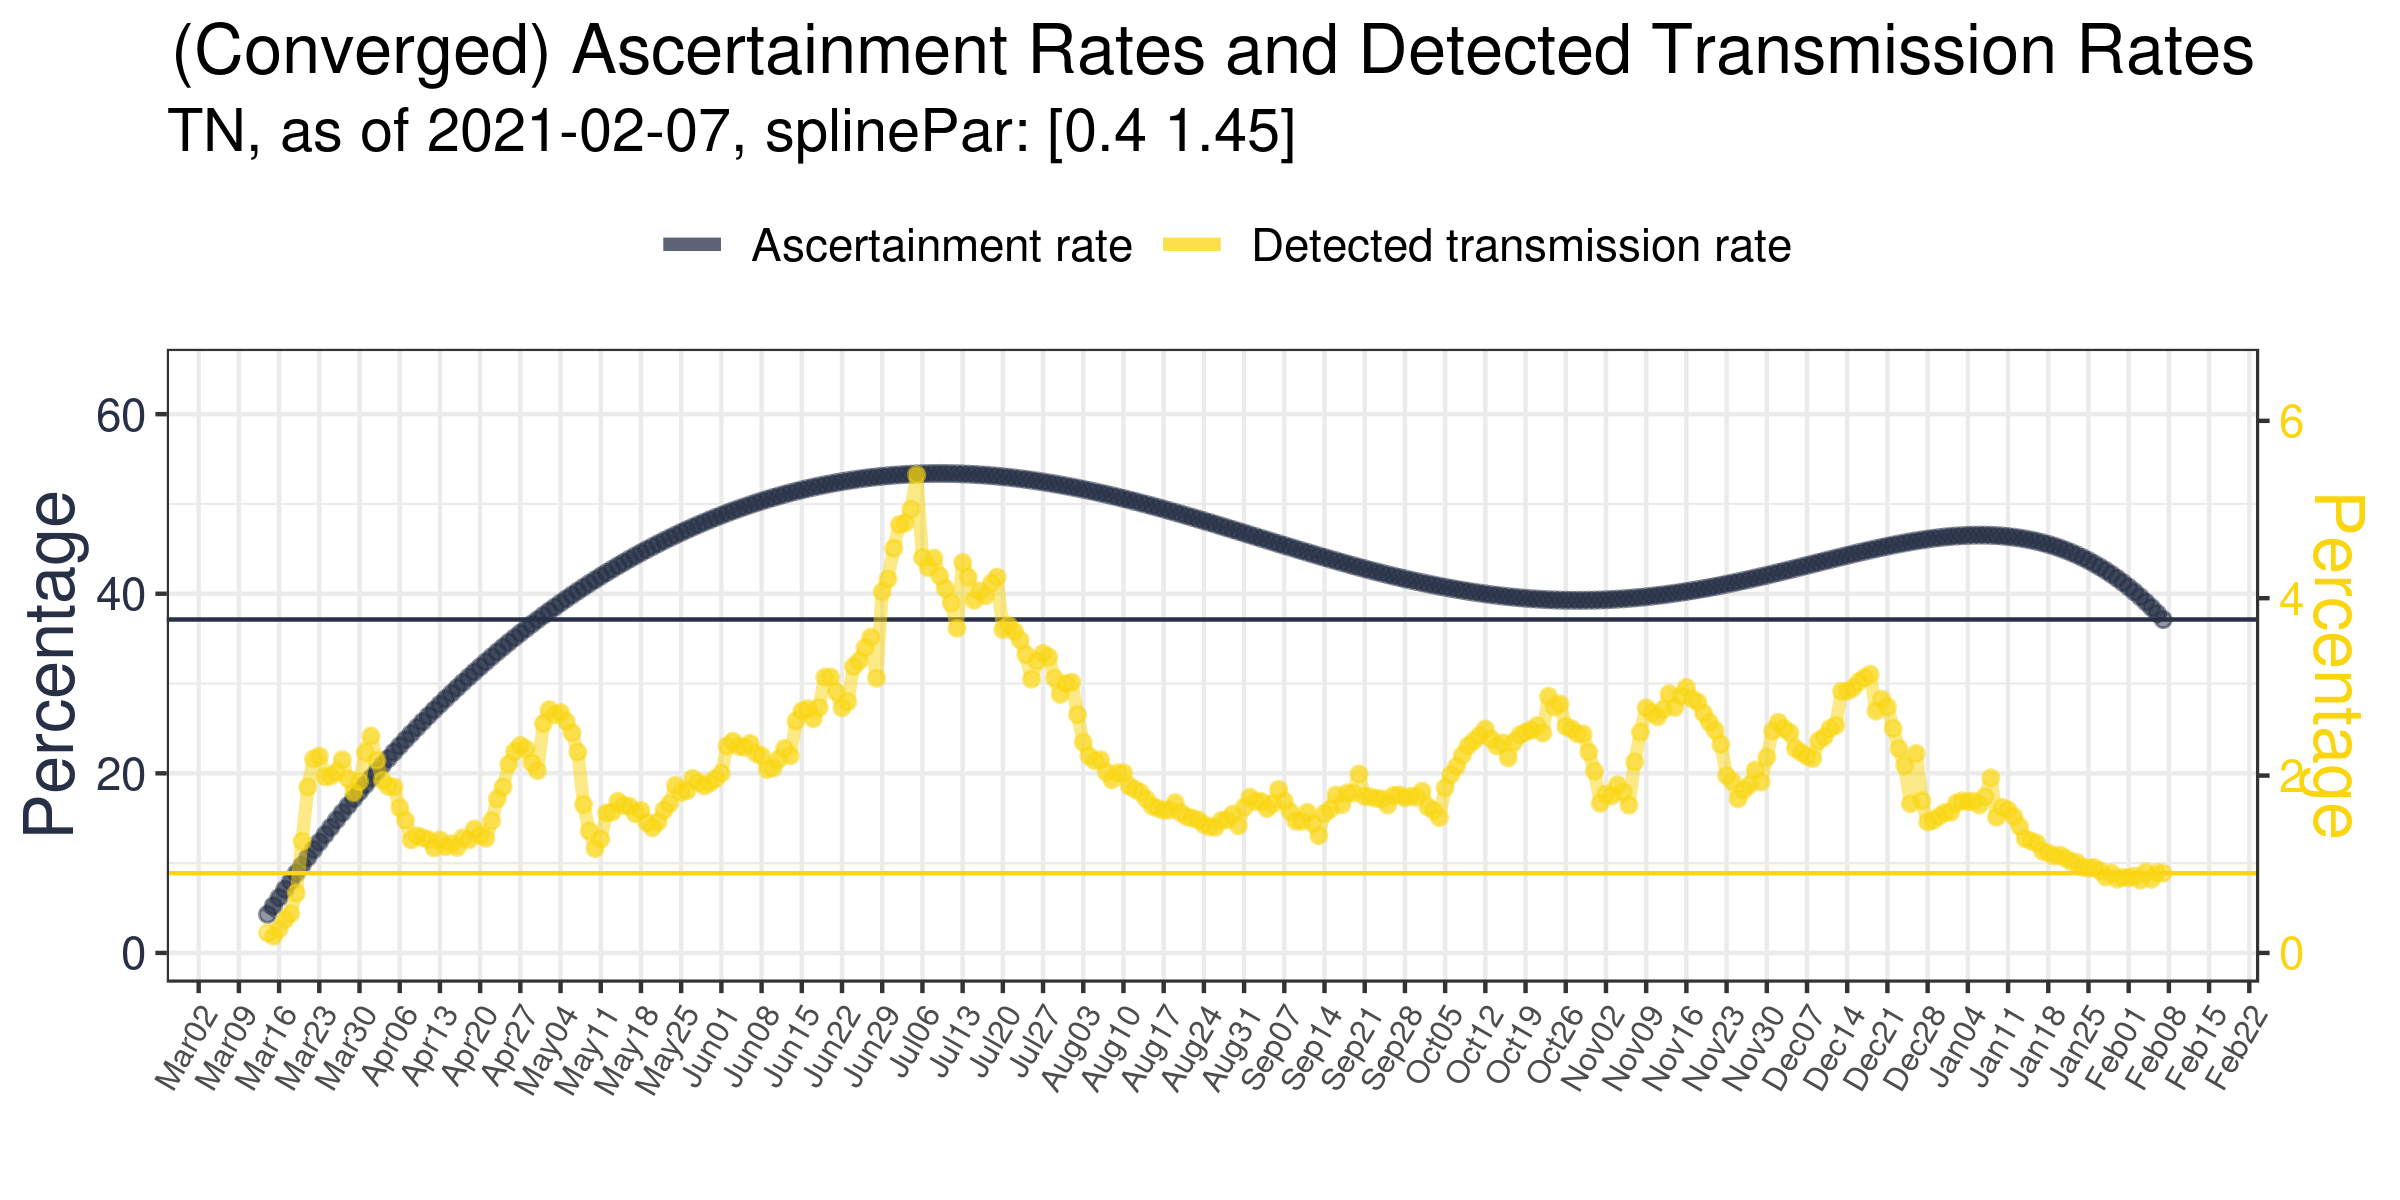 (Converged) Ascertainment Rates and Detected Transmission Rates
TN, as of 2021-02-07, splinePar: [0.4 1.45]
Ascertainment rate
Detected transmission rate
Percentage
60
40
20
0
6
4
2
0
Percentage
Mar02
Mar09
Mar16
Mar23
Mar30
Apr06
Apr13
Apr20
Apr27
May04
May11
May18
May25
Jun01
Jun08
Jun15
Jun22
Jun29
Jul06
Jul13
Jul20
Jul27
Aug03
Aug10
Aug17
Aug24
Aug31
Sep07
Sep14
Sep21
Sep28
Oct05
Oct12
Oct19
Oct26
Nov02
Nov09
Nov16
Nov23
Nov30
Dec07
Dec14
Dec21
Dec28
Jan04
Jan11
Jan18
Jan25
Feb01
Feb08
Feb15
Feb22